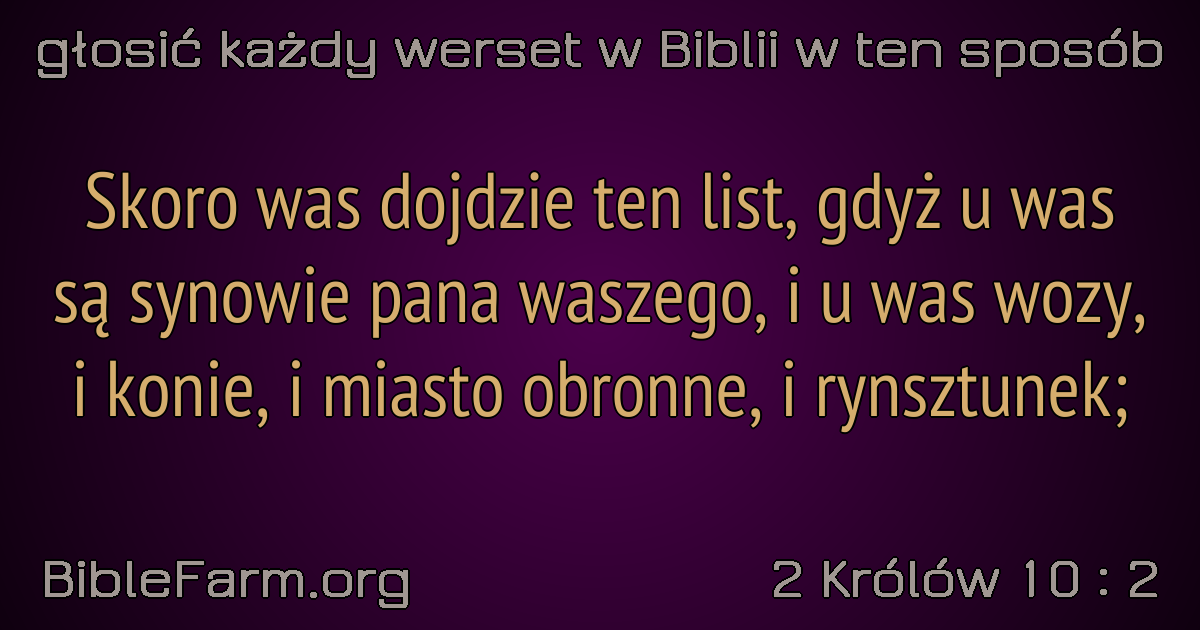 głosić każdy werset w Biblii w ten sposób
Skoro was dojdzie ten list, gdyż u was
są synowie pana waszego, i u was wozy,
i konie, i miasto obronne, i rynsztunek;
BibleFarm.org
2 Królów 10 : 2